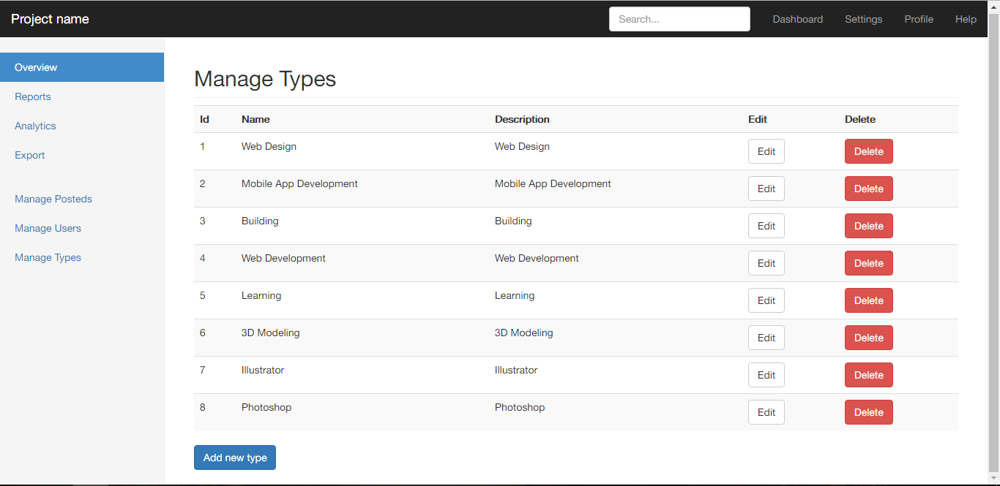 Project name Search... Dashboard Settings Profile Help
Overview
Reports
Analytics
Export
Manage Posteds
Manage Users
Manage Types
Manage Types
Id Name Description Edit Delete
1 Web Design Web Design Edit Delete
2 Mobile App Development Mobile App Development Edit Delete
3 Building Building Edit Delete
4 Web Development Web Development Edit Delete
5 Learning Learning Edit Delete
6 3D Modeling 3D Modeling Edit Delete
7 Illustrator Illustrator Edit Delete
8 Photoshop Photoshop Edit Delete
Add new type